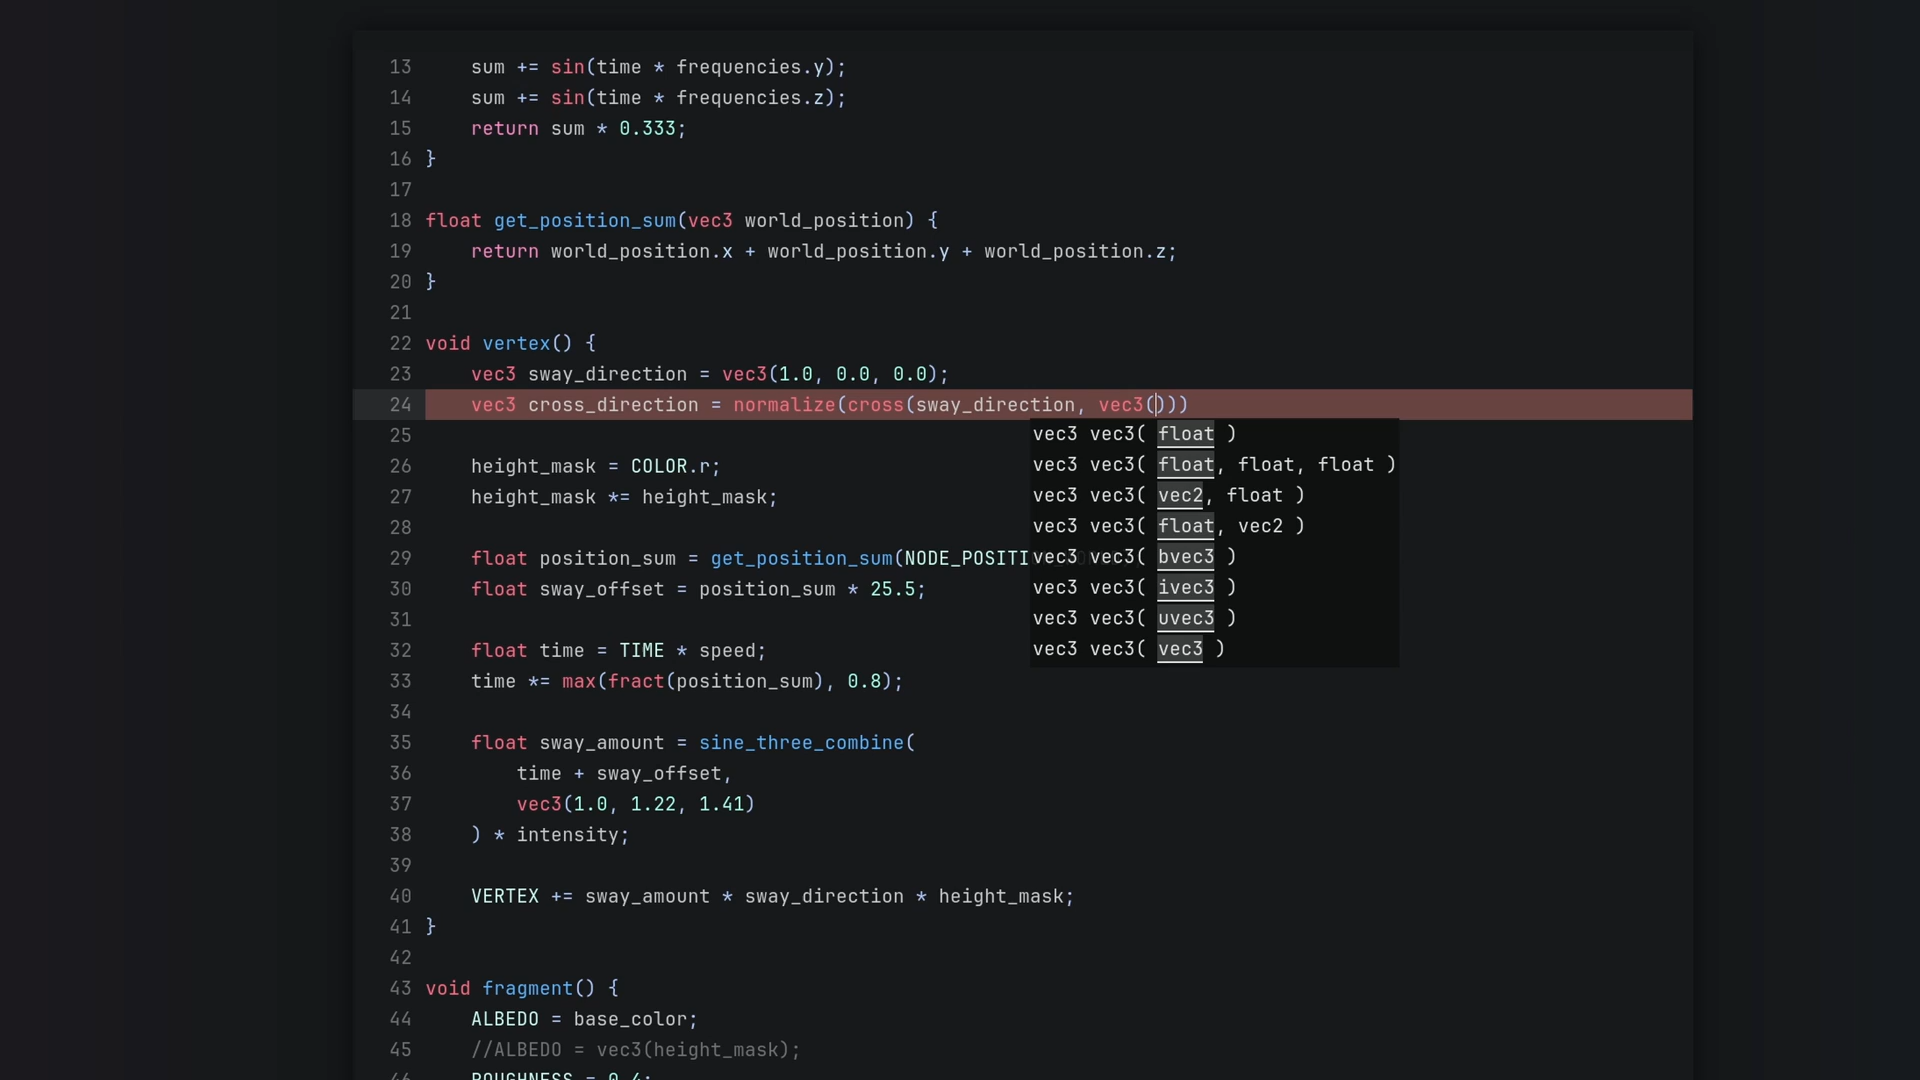 13 sum += sin(time * frequencies.y);
14 sum += sin(time * frequencies.z);
15 return sum * 0.333;
16 }
17
18 float get_position_sum(vec3 world_position) {
19 return world_position.x + world_position.y + world_position.z;
20 }
21
22 void vertex() {
23 vec3 sway_direction = vec3(1.0, 0.0, 0.0);
24 vec3 cross_direction = normalize(cross(sway_direction, vec3()))
vec3 vec3( float )
vec3 vec3( float, float, float )
vec3 vec3( vec2, float )
vec3 vec3( float, vec2 )
vec3 vec3( bvec3 )
vec3 vec3( ivec3 )
vec3 vec3( uvec3 )
vec3 vec3( vec3 )
25
26 height_mask = COLOR.r;
27 height_mask *= height_mask;
28
29 float position_sum = get_position_sum(NODE_POSITI
30 float sway_offset = position_sum * 25.5;
31
32 float time = TIME * speed;
33 time *= max(fract(position_sum), 0.8);
34
35 float sway_amount = sine_three_combine(
36 time + sway_offset,
37 vec3(1.0, 1.22, 1.41)
38 ) * intensity;
39
40 VERTEX += sway_amount * sway_direction * height_mask;
41 }
42
43 void fragment() {
44 ALBEDO = base_color;
45 //ALBEDO = vec3(height_mask);
46 ROUGHNESS = 0.4;